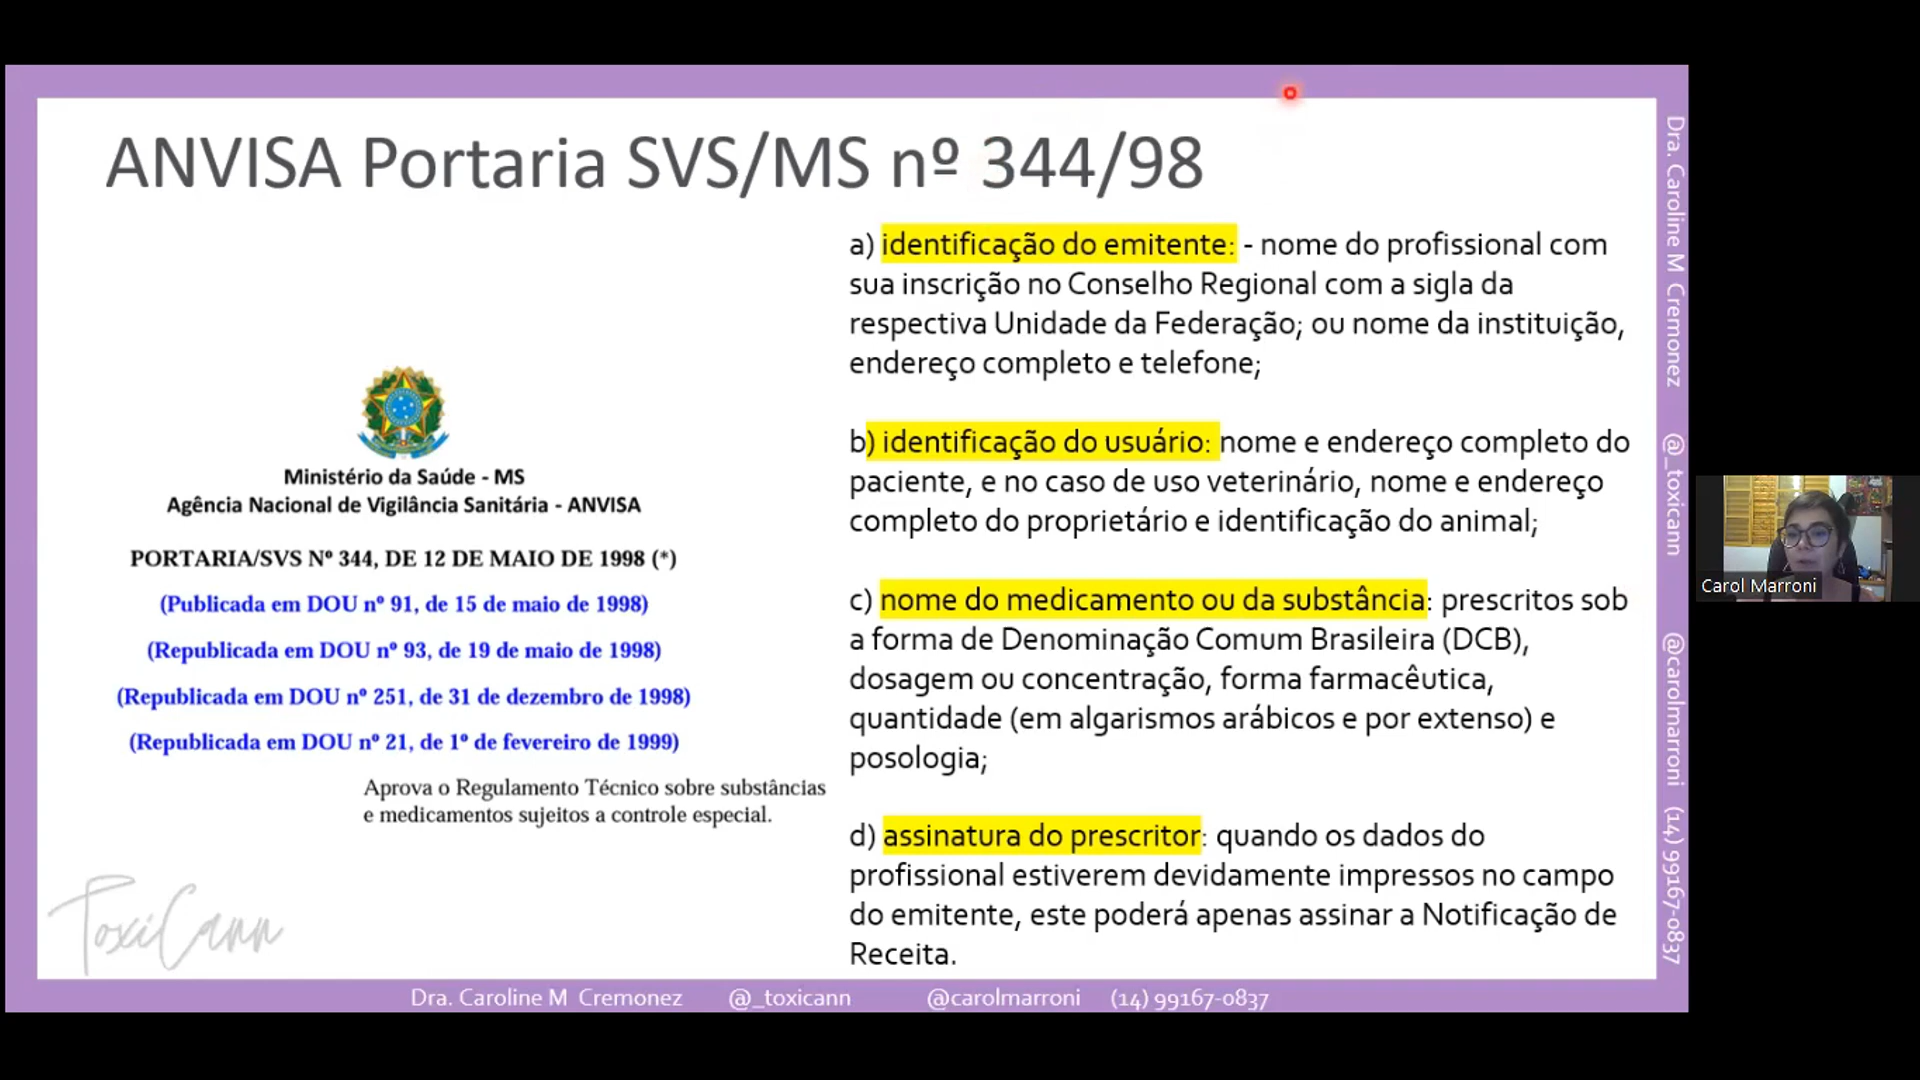 ANVISA Portaria SVS/MS nº 344/98
Ministério da Saúde - MS
Agência Nacional de Vigilância Sanitária - ANVISA
PORTARIA/SVS Nº 344, DE 12 DE MAIO DE 1998 (*)
(Publicada em DOU nº 91, de 15 de maio de 1998)
(Republicada em DOU nº 93, de 19 de maio de 1998)
(Republicada em DOU nº 251, de 31 de dezembro de 1998)
(Republicada em DOU nº 21, de 1º de fevereiro de 1999)
Aprova o Regulamento Técnico sobre substâncias
e medicamentos sujeitos a controle especial.
ToxiCann
a) identificação do emitente: - nome do profissional com
sua inscrição no Conselho Regional com a sigla da
respectiva Unidade da Federação; ou nome da instituição,
endereço completo e telefone;
b) identificação do usuário: nome e endereço completo do
paciente, e no caso de uso veterinário, nome e endereço
completo do proprietário e identificação do animal;
c) nome do medicamento ou da substância: prescritos sob
a forma de Denominação Comum Brasileira (DCB),
dosagem ou concentração, forma farmacêutica,
quantidade (em algarismos arábicos e por extenso) e
posologia;
d) assinatura do prescritor: quando os dados do
profissional estiverem devidamente impressos no campo
do emitente, este poderá apenas assinar a Notificação de
Receita.
Dra. Caroline M Cremonez @_toxicann @carolmarroni (14) 99167-0837
Dra. Caroline M Cremonez @_toxicann @carolmarroni (14) 99167-0837
Carol Marroni